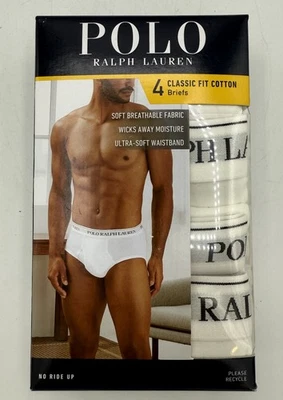 POLO
RALPH LAUREN
4 CLASSIC FIT COTTON
Briefs
SOFT BREATHABLE FABRIC
WICKS AWAY MOISTURE
ULTRA-SOFT WAISTBAND
PH LA
POLO RALPH LAUREN
PO
RAL
NO RIDE UP
PLEASE
RECYCLE